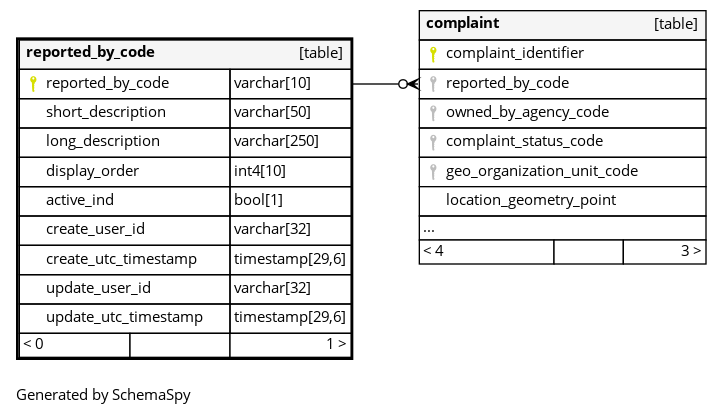 reported_by_code [table]
reported_by_code varchar[10]
short_description varchar[50]
long_description varchar[250]
display_order int4[10]
active_ind bool[1]
create_user_id varchar[32]
create_utc_timestamp timestamp[29,6]
update_user_id varchar[32]
update_utc_timestamp timestamp[29,6]
< 0 1 >
complaint [table]
complaint_identifier
reported_by_code
owned_by_agency_code
complaint_status_code
geo_organization_unit_code
location_geometry_point
...
< 4 3 >
Generated by SchemaSpy